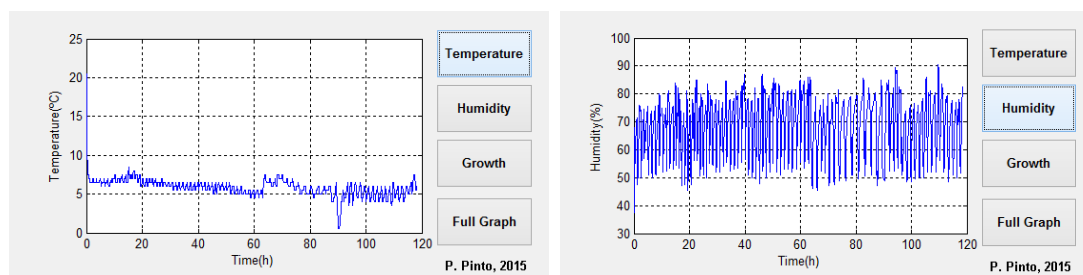 25
20
15
10
5
0
Temperature(ºC)
0 20 40 60 80 100 120
Time(h)
Temperature
Humidity
Growth
Full Graph
P. Pinto, 2015
100
90
80
70
60
50
40
30
Humidity(%)
0 20 40 60 80 100 120
Time(h)
Temperature
Humidity
Growth
Full Graph
P. Pinto, 2015